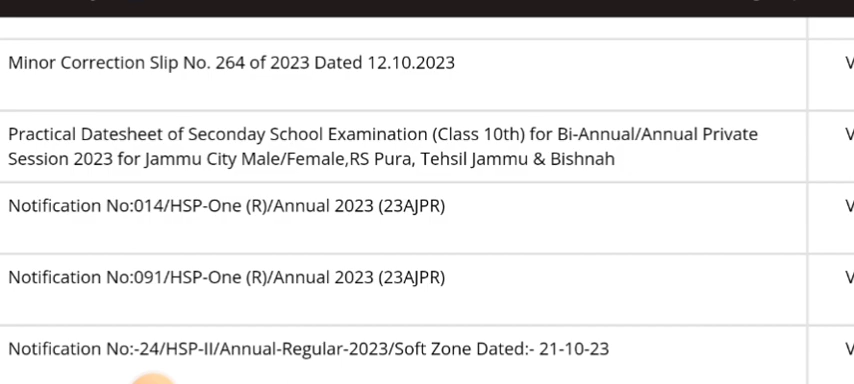 Minor Correction Slip No. 264 of 2023 Dated 12.10.2023
Practical Datesheet of Seconday School Examination (Class 10th) for Bi-Annual/Annual Private
Session 2023 for Jammu City Male/Female,RS Pura, Tehsil Jammu & Bishnah
Notification No:014/HSP-One (R)/Annual 2023 (23AJPR)
Notification No:091/HSP-One (R)/Annual 2023 (23AJPR)
Notification No:-24/HSP-II/Annual-Regular-2023/Soft Zone Dated:- 21-10-23